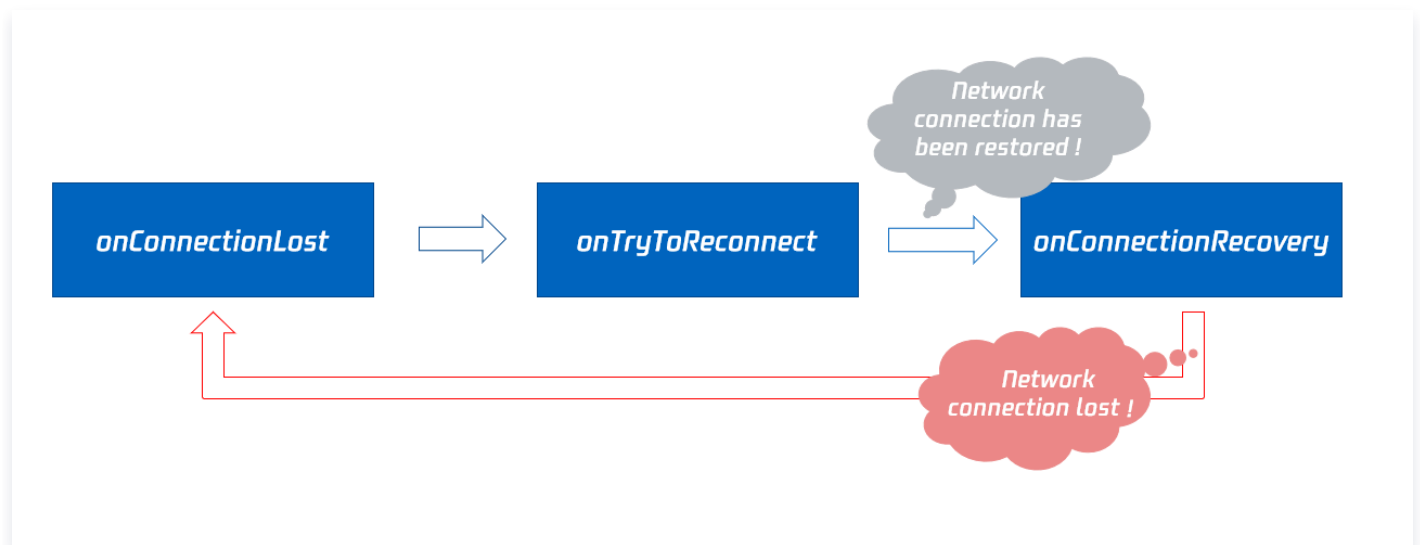 Network
connection has
been restored !
onConnectionLost
onTryToReconnect
onConnectionRecovery
Network
connection lost !